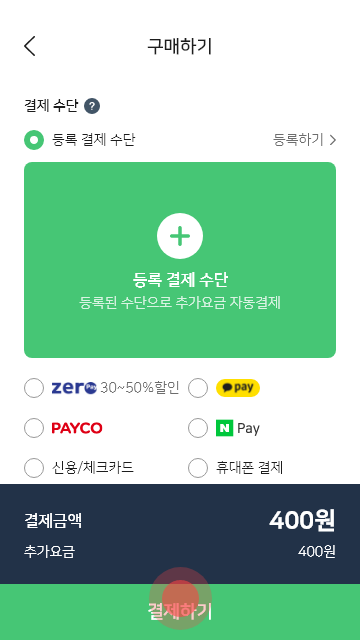 구매하기
결제 수단 ?
등록 결제 수단 등록하기
등록 결제 수단
등록된 수단으로 추가요금 자동결제
zero Pay 30~50%할인 pay
PAYCO N Pay
신용/체크카드 휴대폰 결제
결제금액 400원
추가요금 400원
결제하기